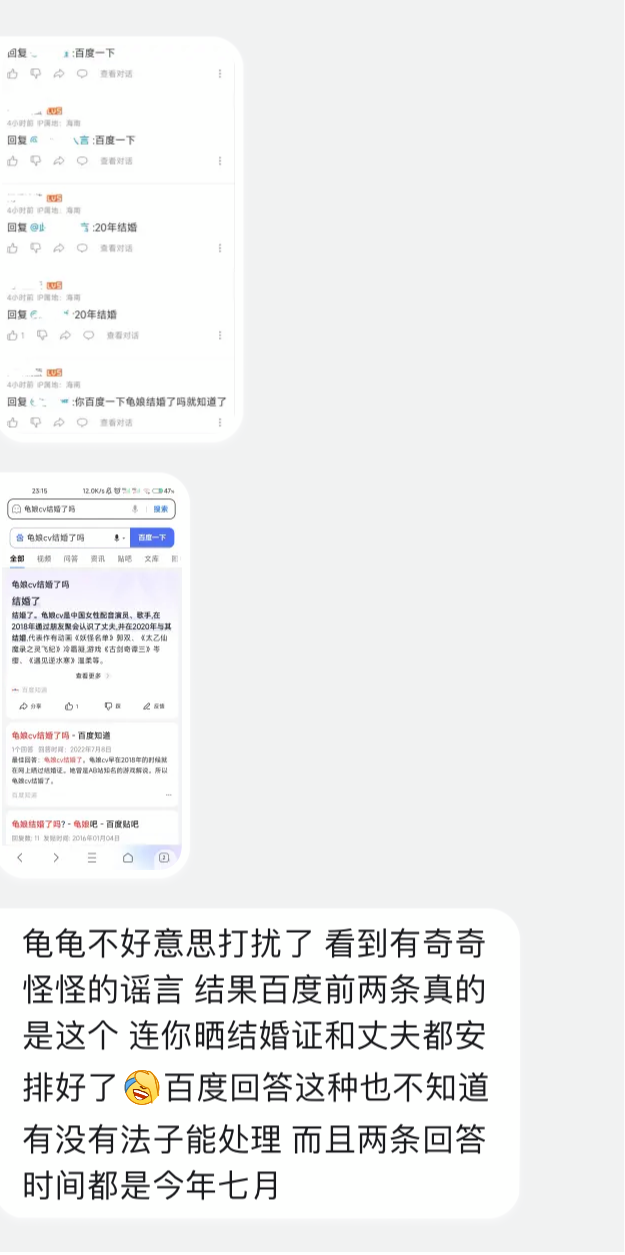 回复 :百度一下
查看对话
LV5
4小时前 IP属地：海南
回复 言 :百度一下
查看对话
LV5
4小时前 IP属地：海南
回复 :20年结婚
查看对话
LV5
4小时前 IP属地：海南
回复 20年结婚
1 查看对话
LV5
4小时前 IP属地：海南
回复 :你百度一下龟娘结婚了吗就知道了
查看对话
23:15 12.0K/s 47%
龟娘cv结婚了吗 搜索
龟娘cv结婚了吗 百度一下
全部 视频 问答 资讯 贴吧 文库
龟娘cv结婚了吗
结婚了
结婚了。龟娘cv是中国女性配音演员、歌手,在
2018年通过朋友聚会认识了丈夫,并在2020年与其
结婚,代表作有动画《妖怪名单》郭双、《太乙仙
魔录之灵飞纪》冷霜凝,游戏《古剑奇谭三》岑
缨、《遇见逆水寒》温柔等。
查看更多
百度知道
分享 1 踩 反馈
龟娘cv结婚了吗 - 百度知道
1个回答 回答时间：2022年7月8日
最佳回答：龟娘cv结婚了。龟娘cv早在2018年的时候就
在网上晒过结婚证。她曾是AB站知名的游戏解说。所以
龟娘cv结婚了。
百度知道
龟娘结婚了吗? - 龟娘吧 - 百度贴吧
回复数: 11 发贴时间: 2016年01月04日
2
龟龟不好意思打扰了 看到有奇奇
怪怪的谣言 结果百度前两条真的
是这个 连你晒结婚证和丈夫都安
排好了 百度回答这种也不知道
有没有法子能处理 而且两条回答
时间都是今年七月